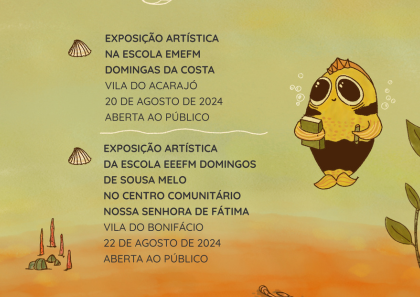 EXPOSIÇÃO ARTÍSTICA
NA ESCOLA EMEFM
DOMINGAS DA COSTA
VILA DO ACARAJÓ
20 DE AGOSTO DE 2024
ABERTA AO PÚBLICO
EXPOSIÇÃO ARTÍSTICA
DA ESCOLA EEEFM DOMINGOS
DE SOUSA MELO
NO CENTRO COMUNITÁRIO
NOSSA SENHORA DE FÁTIMA
VILA DO BONIFÁCIO
22 DE AGOSTO DE 2024
ABERTA AO PÚBLICO